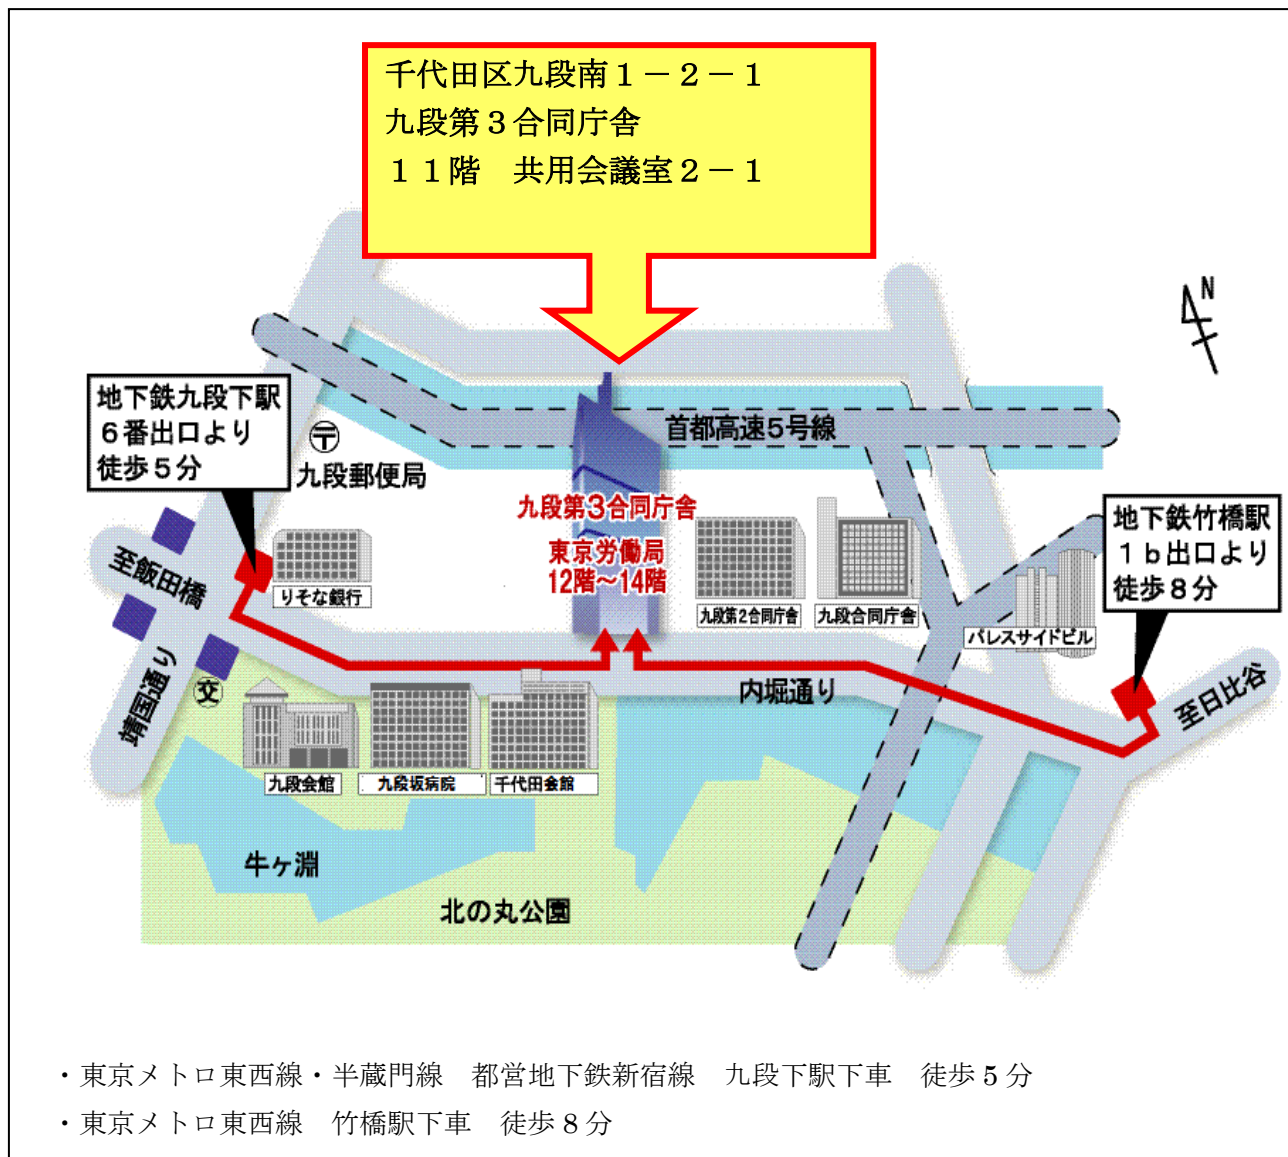 千代田区九段南１－２－１
九段第３合同庁舎
１１階　共用会議室２－１
N
地下鉄九段下駅
６番出口より
徒歩５分
〒
九段郵便局
首都高速5号線
九段第3合同庁舎
東京労働局
12階～14階
地下鉄竹橋駅
１ｂ出口より
徒歩８分
至飯田橋
りそな銀行
九段第2合同庁舎
九段合同庁舎
パレスサイドビル
靖国通り
交
内堀通り
至日比谷
九段会館
九段坂病院
千代田会館
牛ヶ淵
北の丸公園
・東京メトロ東西線・半蔵門線　都営地下鉄新宿線　九段下駅下車　徒歩 5 分
・東京メトロ東西線　竹橋駅下車　徒歩 8 分